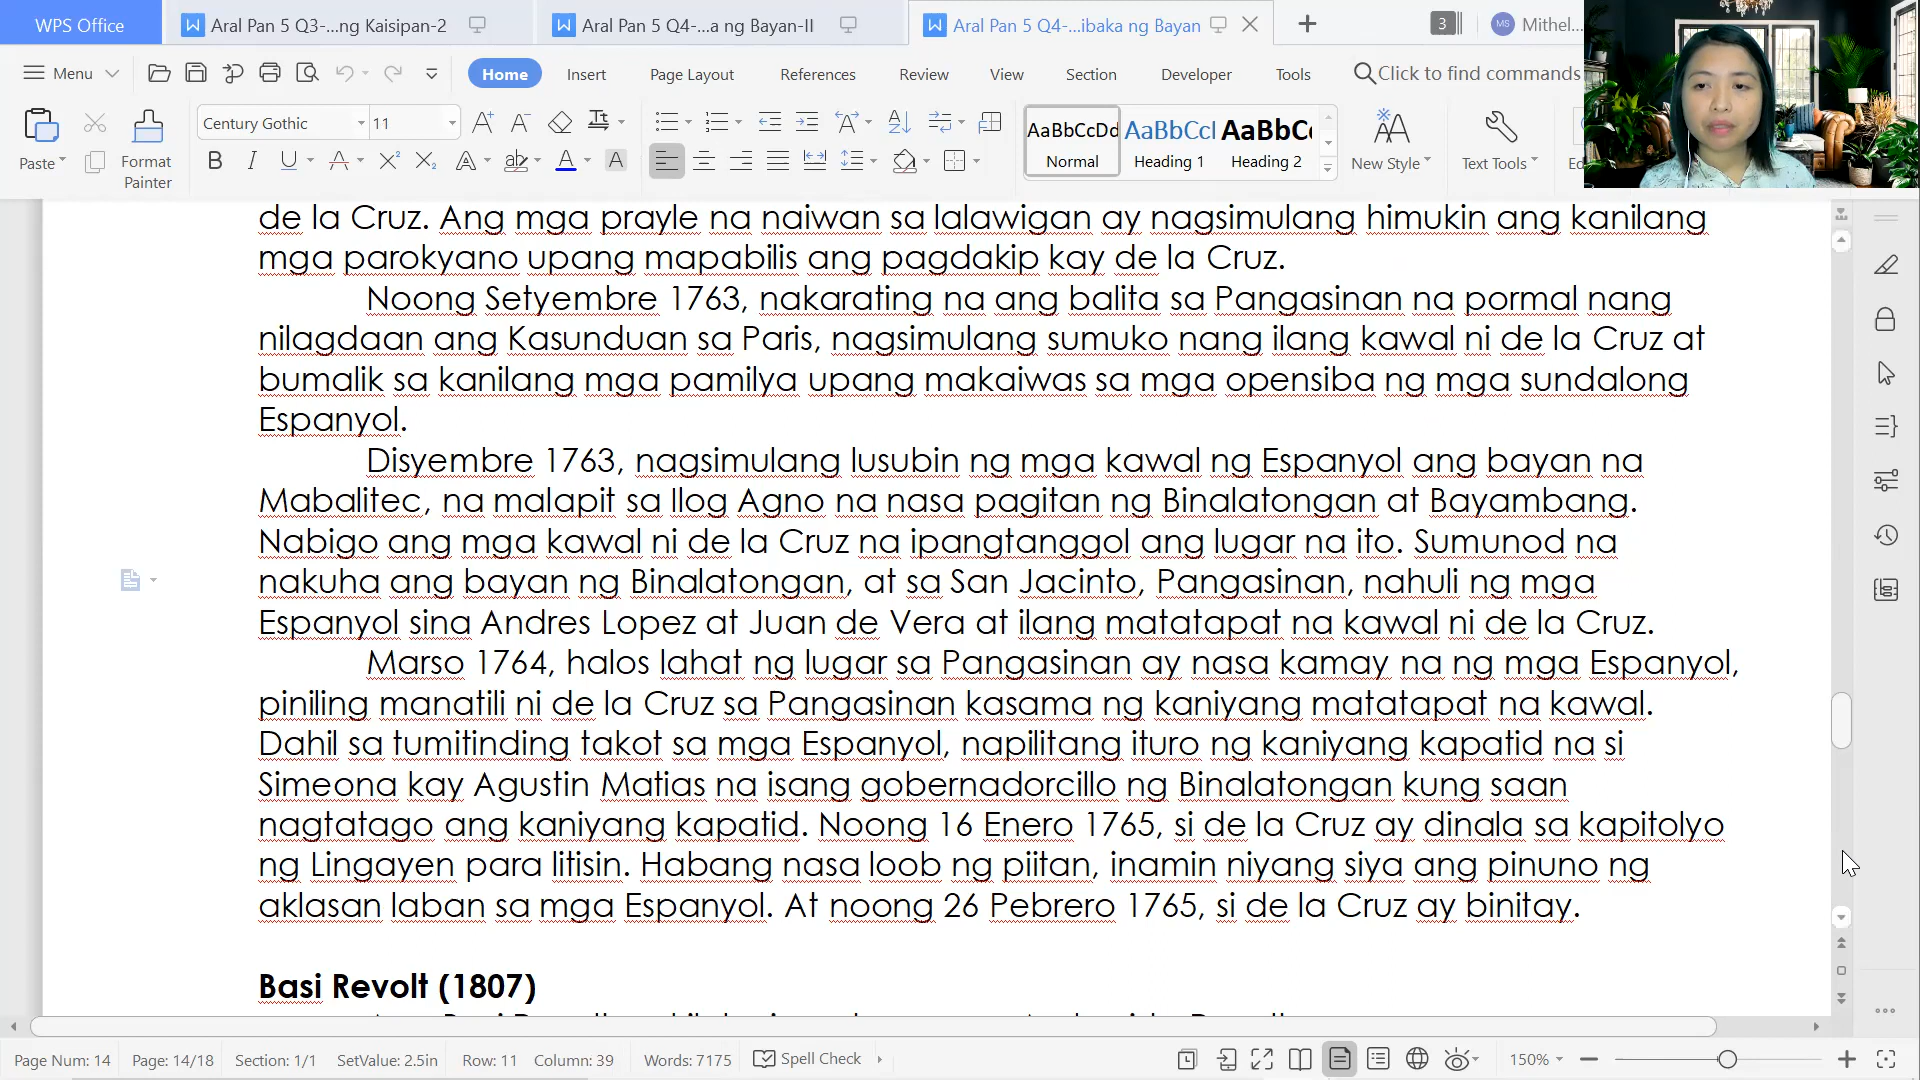 WPS Office
Aral Pan 5 Q3-...ng Kaisipan-2
Aral Pan 5 Q4-...a ng Bayan-II
Aral Pan 5 Q4-...ibaka ng Bayan
3
MS
Mithel...
Menu
Home
Insert
Page Layout
References
Review
View
Section
Developer
Tools
Click to find commands
Paste
Format
Painter
Century Gothic
11
AaBbCcDd
Normal
AaBbCcl
Heading 1
AaBbC
Heading 2
New Style
Text Tools
de la Cruz. Ang mga prayle na naiwan sa lalawigan ay nagsimulang himukin ang kanilang
mga parokyano upang mapabilis ang pagdakip kay de la Cruz.
Noong Setyembre 1763, nakarating na ang balita sa Pangasinan na pormal nang
nilagdaan ang Kasunduan sa Paris, nagsimulang sumuko nang ilang kawal ni de la Cruz at
bumalik sa kanilang mga pamilya upang makaiwas sa mga opensiba ng mga sundalong
Espanyol.
Disyembre 1763, nagsimulang lusubin ng mga kawal ng Espanyol ang bayan na
Mabalitec, na malapit sa Ilog Agno na nasa pagitan ng Binalatongan at Bayambang.
Nabigo ang mga kawal ni de la Cruz na ipangtanggol ang lugar na ito. Sumunod na
nakuha ang bayan ng Binalatongan, at sa San Jacinto, Pangasinan, nahuli ng mga
Espanyol sina Andres Lopez at Juan de Vera at ilang matatapat na kawal ni de la Cruz.
Marso 1764, halos lahat ng lugar sa Pangasinan ay nasa kamay na ng mga Espanyol,
piniling manatili ni de la Cruz sa Pangasinan kasama ng kaniyang matatapat na kawal.
Dahil sa tumitinding takot sa mga Espanyol, napilitang ituro ng kaniyang kapatid na si
Simeona kay Agustin Matias na isang gobernadorcillo ng Binalatongan kung saan
nagtatago ang kaniyang kapatid. Noong 16 Enero 1765, si de la Cruz ay dinala sa kapitolyo
ng Lingayen para litisin. Habang nasa loob ng piitan, inamin niyang siya ang pinuno ng
aklasan laban sa mga Espanyol. At noong 26 Pebrero 1765, si de la Cruz ay binitay.
Basi Revolt (1807)
Page Num: 14
Page: 14/18
Section: 1/1
SetValue: 2.5in
Row: 11
Column: 39
Words: 7175
Spell Check
150%